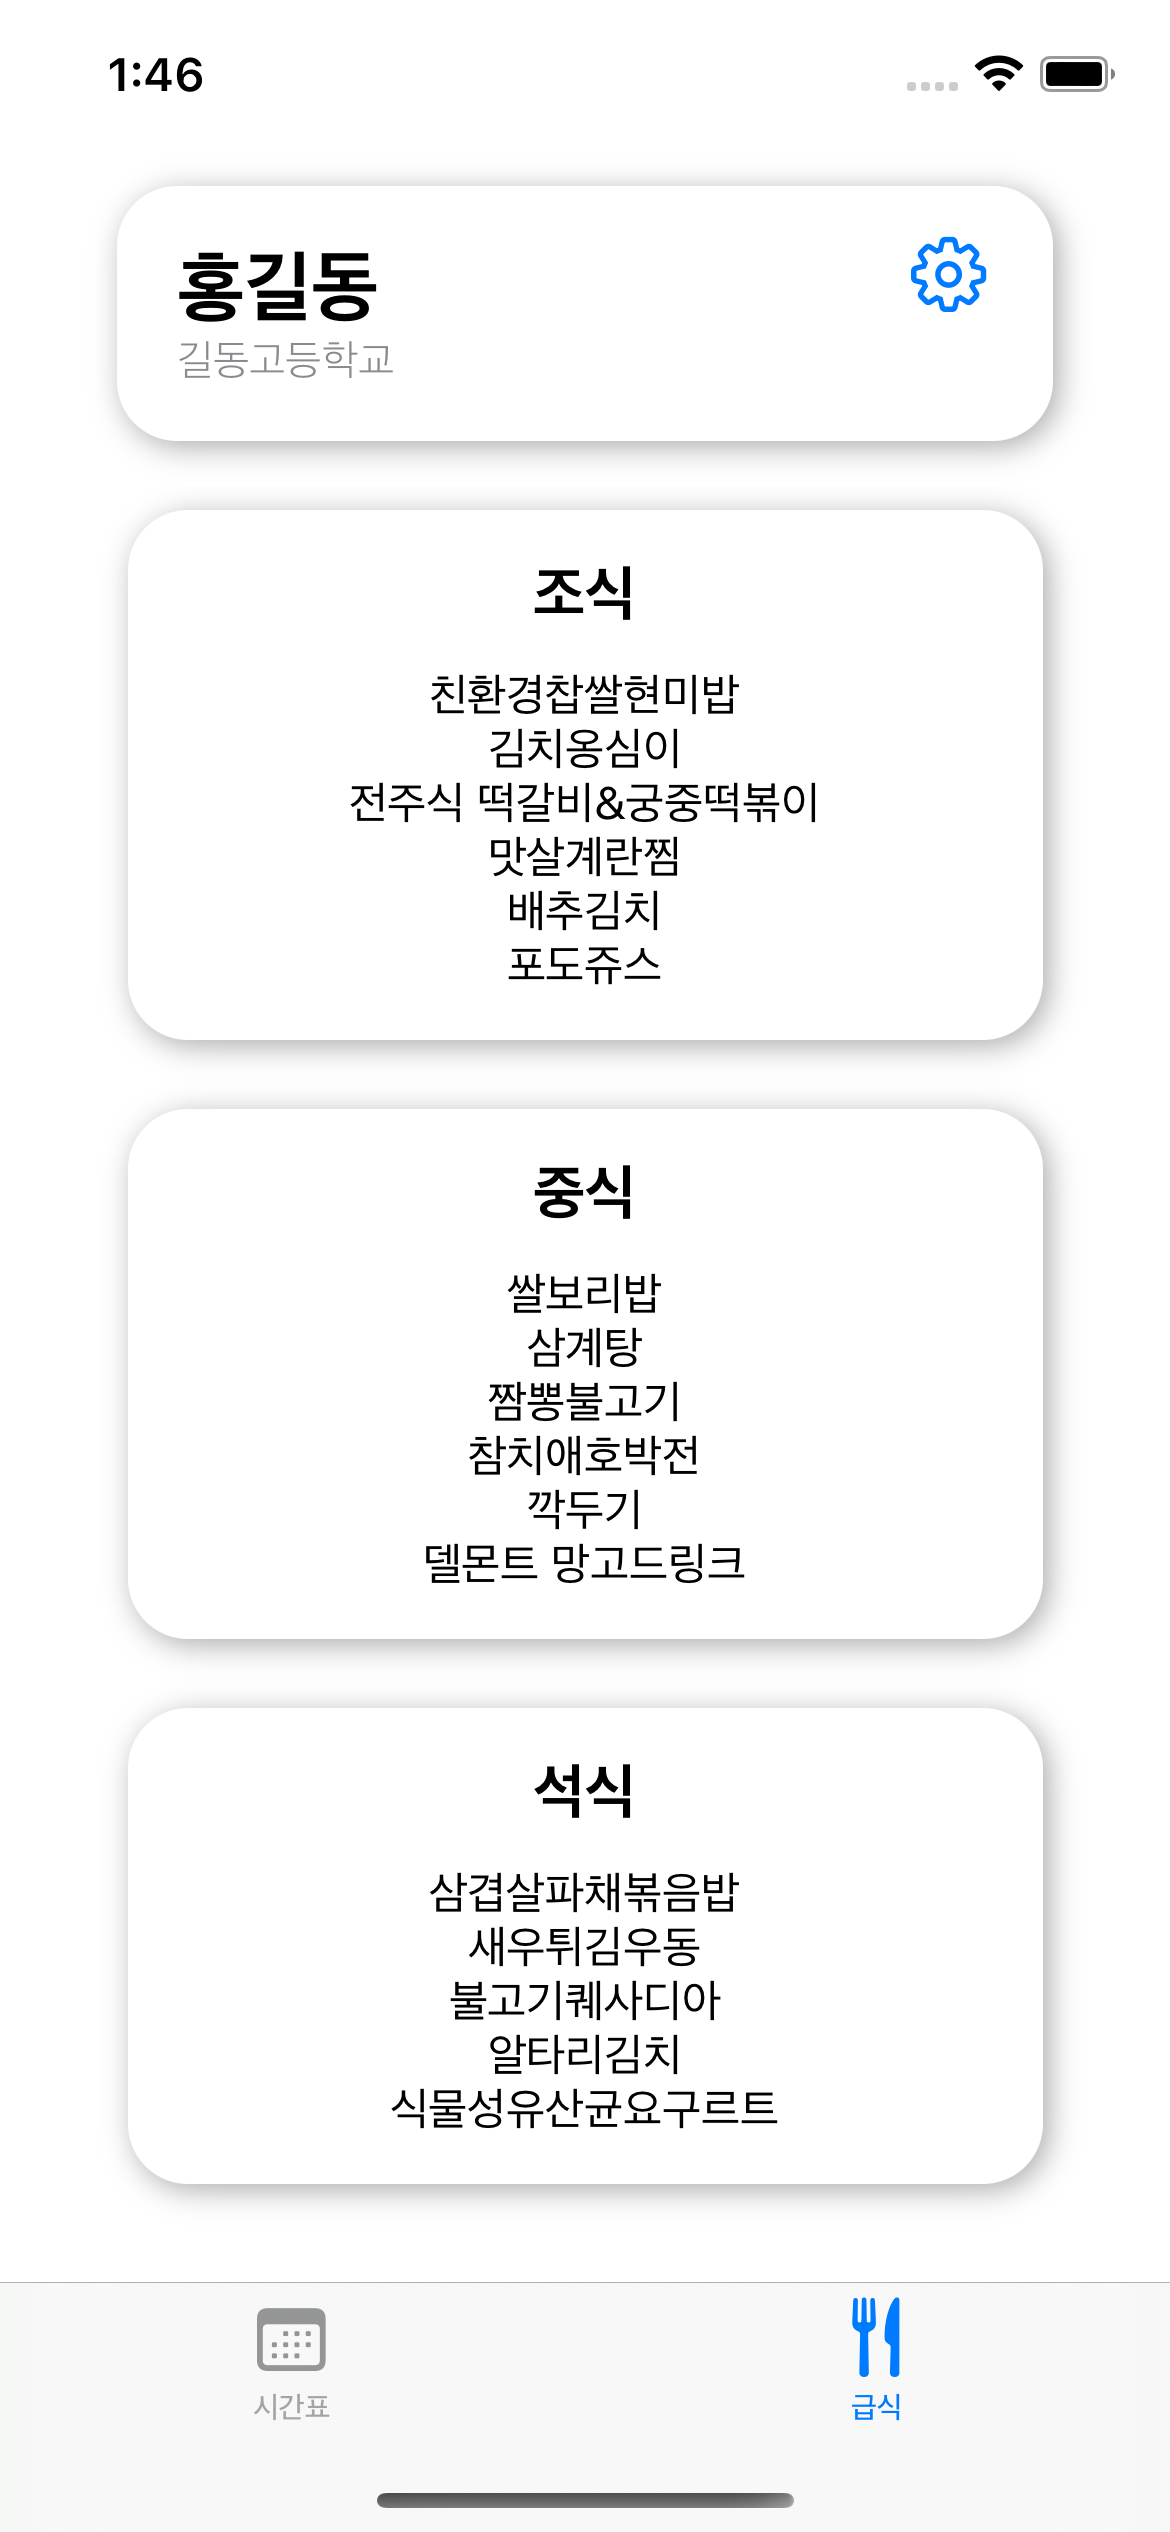 1:46
홍길동
길동고등학교
조식
친환경찹쌀현미밥
김치옹심이
전주식 떡갈비&궁중떡볶이
맛살계란찜
배추김치
포도쥬스
중식
쌀보리밥
삼계탕
짬뽕불고기
참치애호박전
깍두기
델몬트 망고드링크
석식
삼겹살파채볶음밥
새우튀김우동
불고기퀘사디아
알타리김치
식물성유산균요구르트
시간표
급식